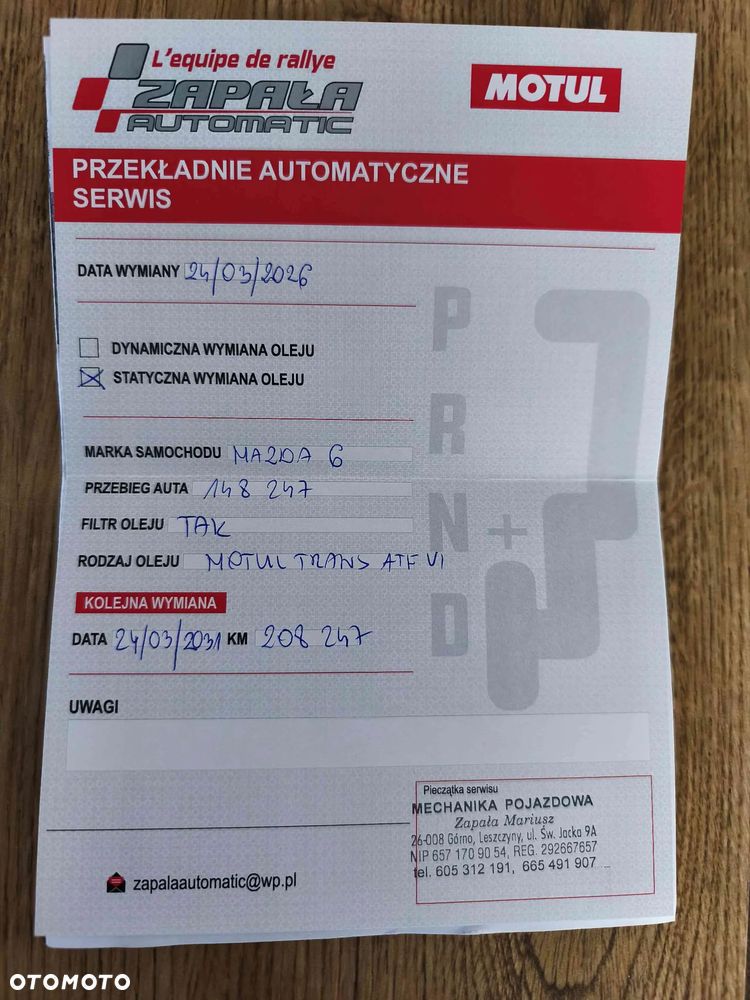 L'equipe de rallye
ZAPAŁA
AUTOMATIC
MOTUL
PRZEKŁADNIE AUTOMATYCZNE
SERWIS
DATA WYMIANY 24/03/2026
DYNAMICZNA WYMIANA OLEJU
STATYCZNA WYMIANA OLEJU
MARKA SAMOCHODU MAZDA 6
PRZEBIEG AUTA 148 247
FILTR OLEJU TAK
RODZAJ OLEJU MOTUL TRANS ATF VI
KOLEJNA WYMIANA
DATA 24/03/2031 KM 208 247
P
R
N
D
+
UWAGI
Pieczątka serwisu
MECHANIKA POJAZDOWA
Zapała Mariusz
26-008 Górno, Leszczyny, ul. Św. Jacka 9A
NIP 657 170 90 54, REG. 292667657
tel. 605 312 191, 665 491 907
zapalaautomatic@wp.pl
OTOMOTO